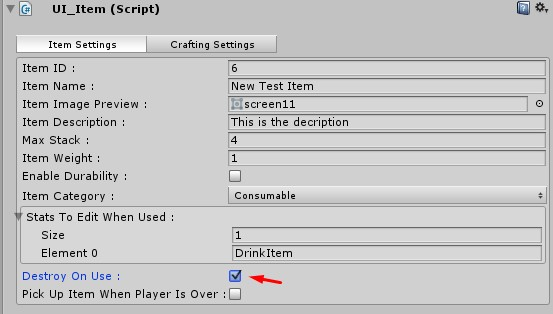 UI_Item (Script)
Item Settings Crafting Settings
Item ID : 6
Item Name : New Test Item
Item Image Preview : screen11
Item Description : This is the decription
Max Stack : 4
Item Weight : 1
Enable Durability :
Item Category : Consumable
Stats To Edit When Used :
Size 1
Element 0 DrinkItem
Destroy On Use :
Pick Up Item When Player Is Over :